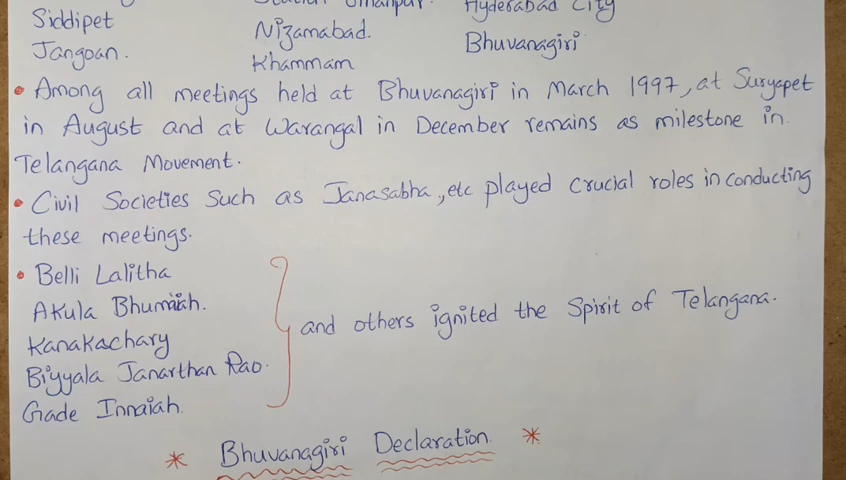 Siddipet Nizamabad. Hyderabad City
Jangoan. Khammam Bhuvanagiri
• Among all meetings held at Bhuvanagiri in March 1997, at Suryapet
in August and at Warangal in December remains as milestone in
Telangana Movement.
• Civil Societies Such as Janasabha, etc played crucial roles in conducting
these meetings.
• Belli Lalitha
Akula Bhumaiah.
Kanakachary
Biyyala Janarthan Rao.
Gade Innaiah.
and others ignited the Spirit of Telangana.
* Bhuvanagiri Declaration *